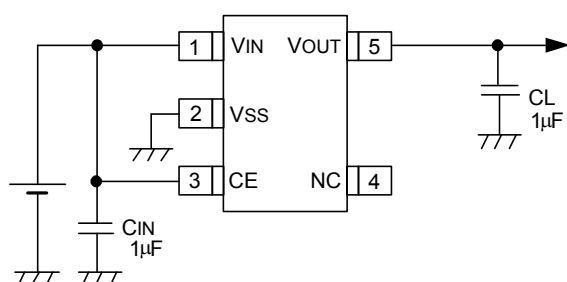 1 VIN VOUT 5
CL
1μF
2 VSS
3 CE NC 4
CIN
1μF